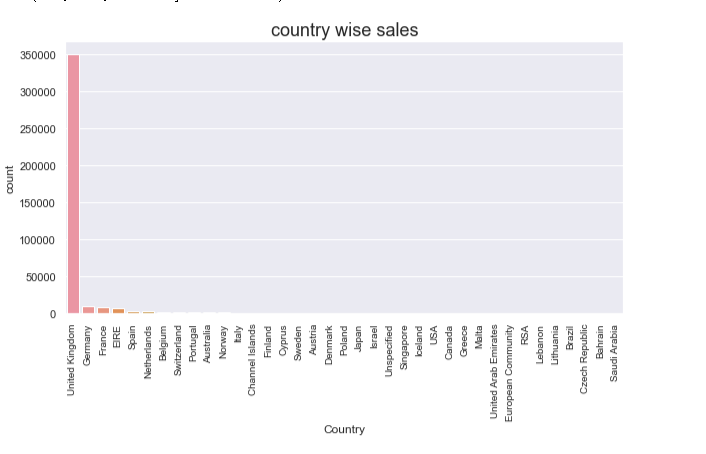 country wise sales
350000
300000
250000
200000
150000
100000
50000
0
count
United Kingdom
Germany
France
EIRE
Spain
Netherlands
Belgium
Switzerland
Portugal
Australia
Norway
Italy
Channel Islands
Finland
Cyprus
Sweden
Austria
Denmark
Poland
Japan
Israel
Unspecified
Singapore
Iceland
USA
Canada
Greece
Malta
United Arab Emirates
European Community
RSA
Lebanon
Lithuania
Brazil
Czech Republic
Bahrain
Saudi Arabia
Country